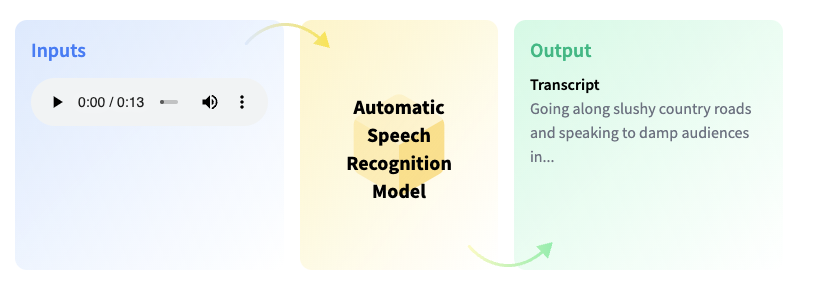 Inputs
0:00 / 0:13
Automatic
Speech
Recognition
Model
Output
Transcript
Going along slushy country roads
and speaking to damp audiences
in...